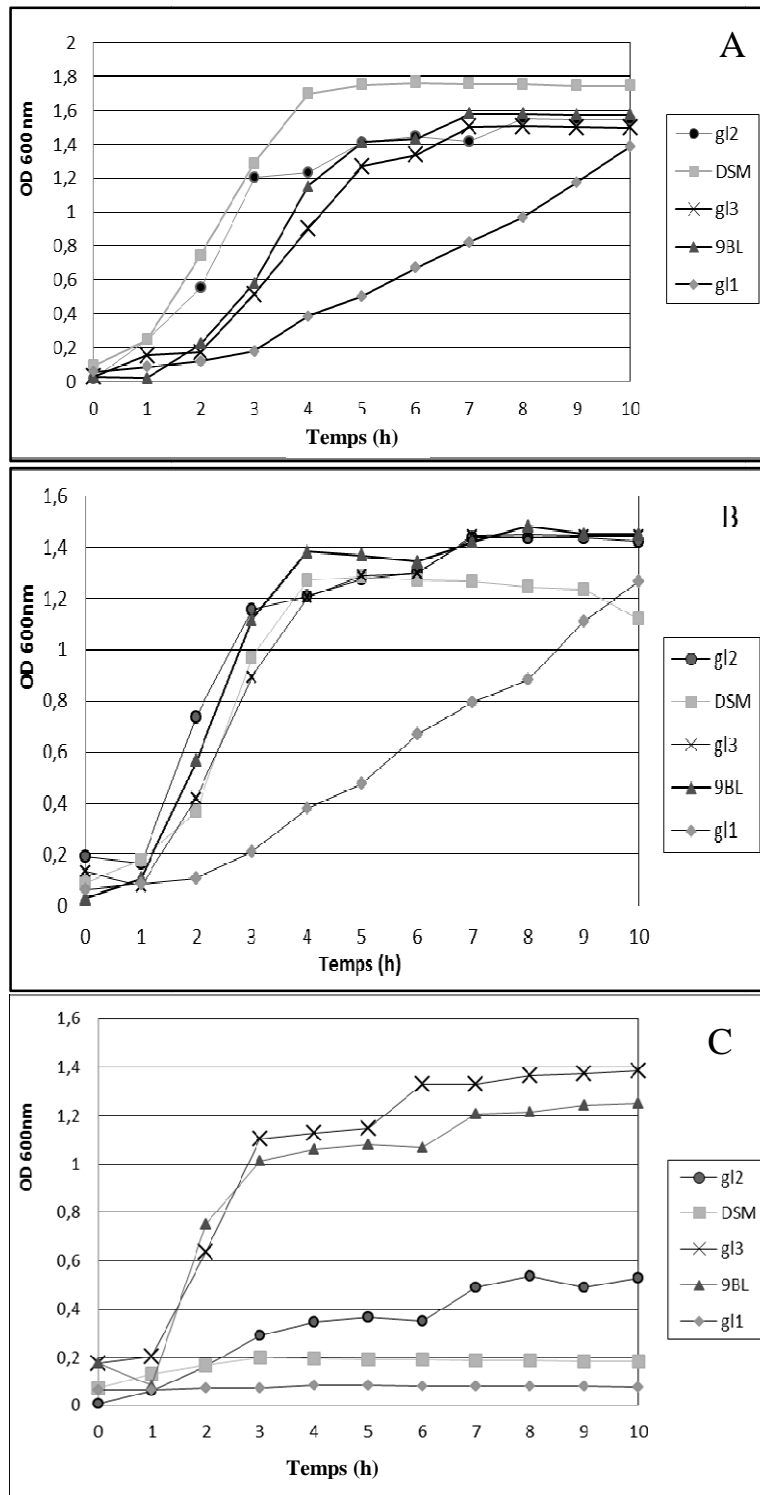 A
OD 600 nm
2
1,8
1,6
1,4
1,2
1
0,8
0,6
0,4
0,2
0
0 1 2 3 4 5 6 7 8 9 10
Temps (h)
gl2
DSM
gl3
9BL
gl1
B
OD 600nm
1,6
1,4
1,2
1
0,8
0,6
0,4
0,2
0
0 1 2 3 4 5 6 7 8 9 10
Temps (h)
gl2
DSM
gl3
9BL
gl1
C
OD 600nm
1,6
1,4
1,2
1
0,8
0,6
0,4
0,2
0
0 1 2 3 4 5 6 7 8 9 10
Temps (h)
gl2
DSM
gl3
9BL
gl1